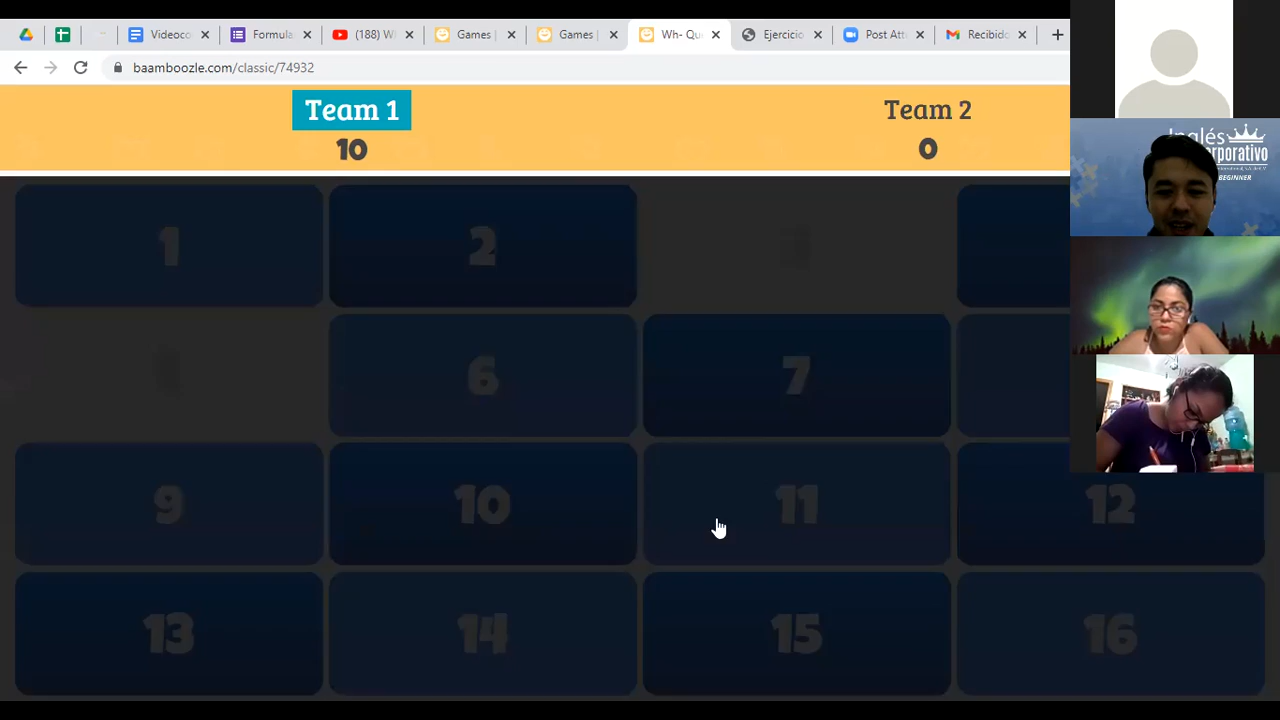 Videoco
Formula
(188) W
Games |
Games |
Wh- Qu
Ejercicio
Post Att
Recibido
baamboozle.com/classic/74932
Team 1
Team 2
10
0
1 2
6 7
9 10 11 12
13 14 15 16
Inglés
orporativo
BEGINNER